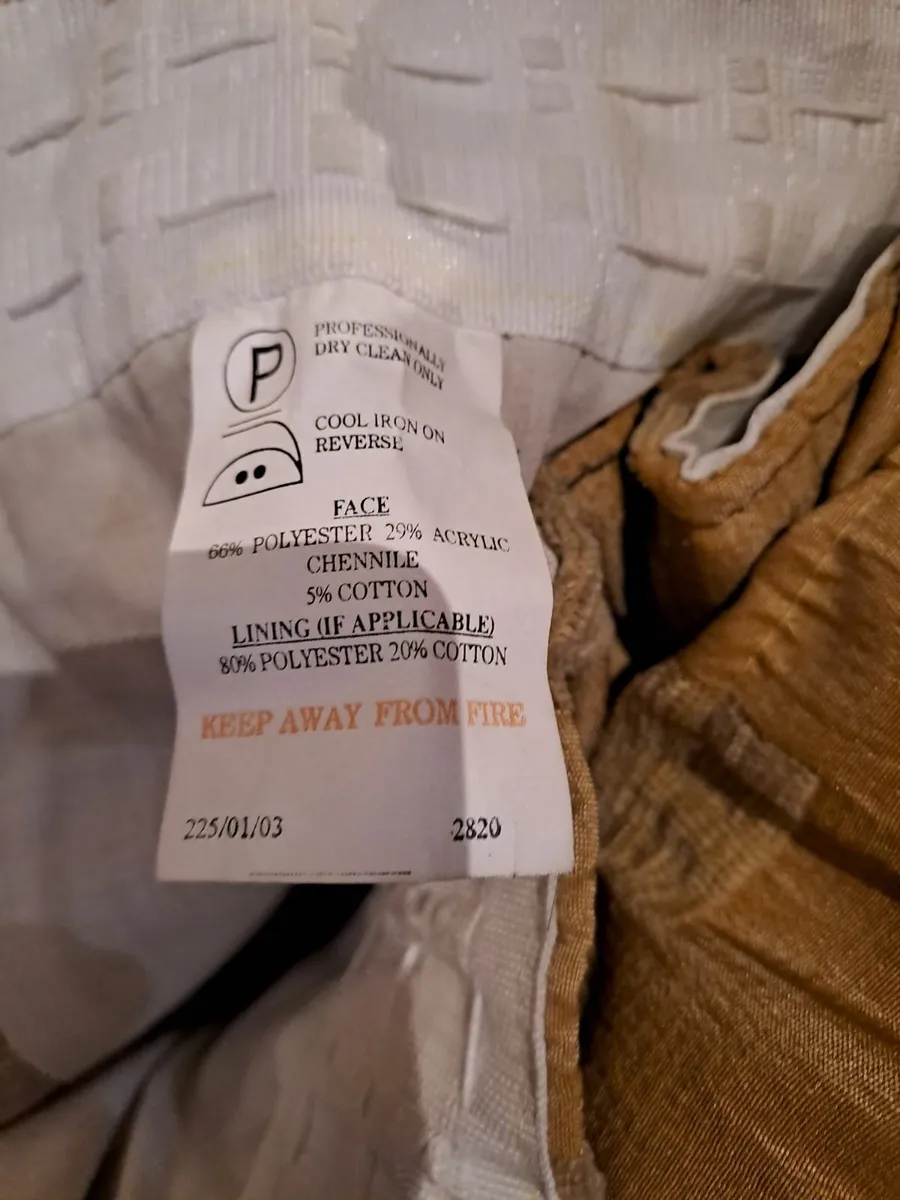 P
PROFESSIONALLY
DRY CLEAN ONLY
COOL IRON ON
REVERSE
FACE
66% POLYESTER 29% ACRYLIC
CHENNILE
5% COTTON
LINING (IF APPLICABLE)
80% POLYESTER 20% COTTON
KEEP AWAY FROM FIRE
225/01/03 2820